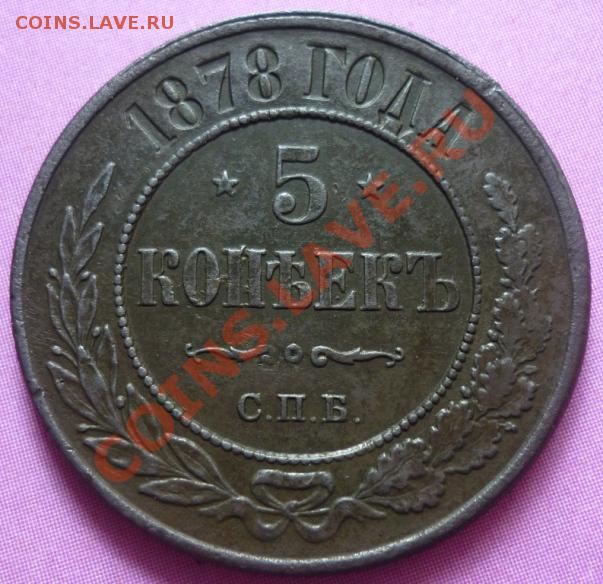 COINS.LAVE.RU
1878 ГОДА
5
КОПѢЕКЪ
С.П.Б.
COINS.LAVE.RU